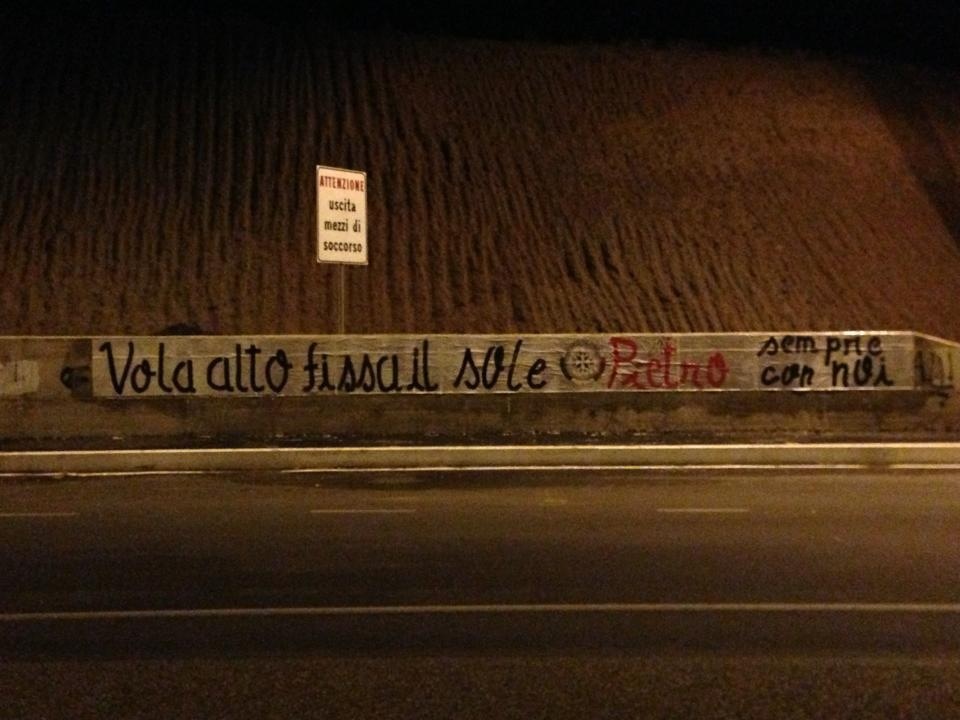 ATTENZIONE
uscita
mezzi di
soccorso
Vola alto fissa il sole Pietro
sempre
con noi